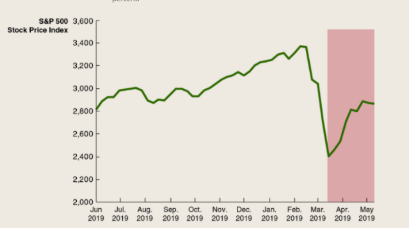 S&P 500
Stock Price Index
3,600
3,400
3,200
3,000
2,800
2,600
2,400
2,200
2,000
Jun Jul. Aug. Sep. Oct. Nov. Dec. Jan. Feb. Mar. Apr. May
2019 2019 2019 2019 2019 2019 2019 2019 2019 2019 2019 2019